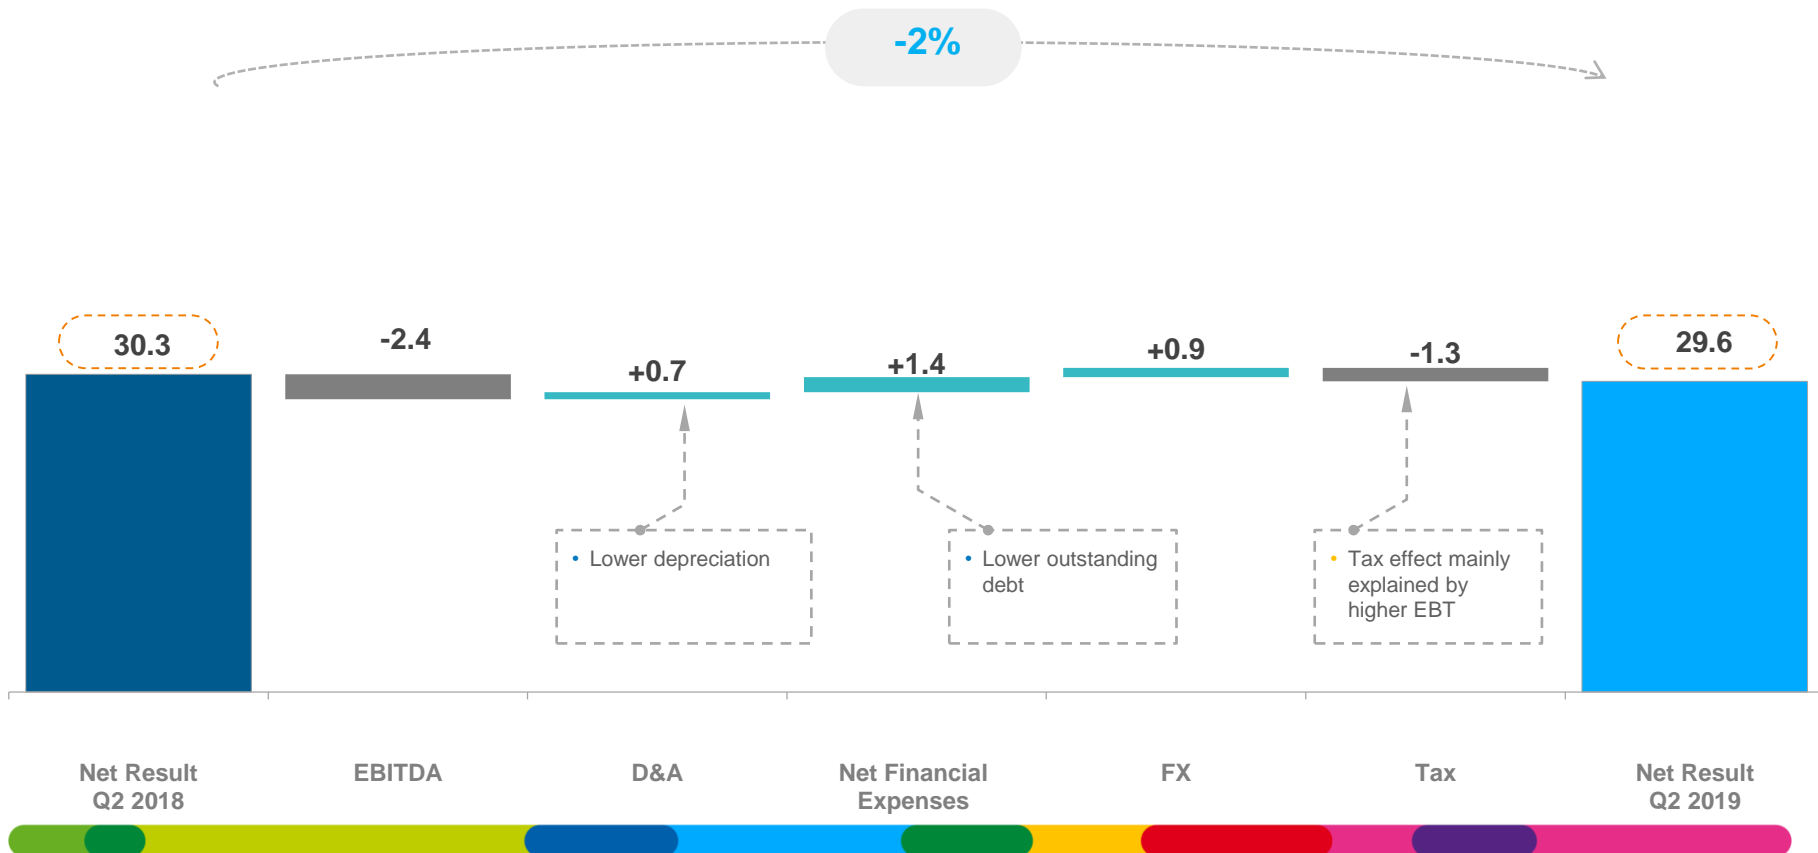 -2%
30.3
-2.4
+0.7
+1.4
+0.9
-1.3
29.6
• Lower depreciation
• Lower outstanding
debt
• Tax effect mainly
explained by
higher EBT
Net Result
Q2 2018
EBITDA
D&A
Net Financial
Expenses
FX
Tax
Net Result
Q2 2019